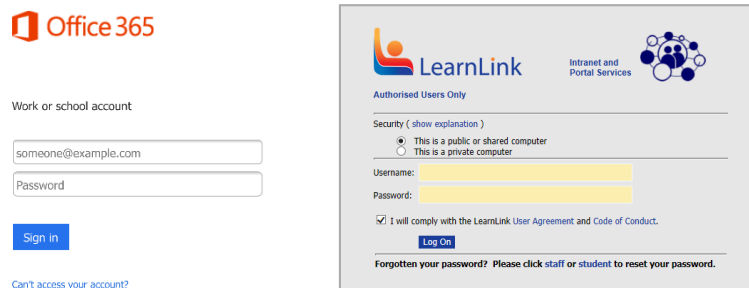 Office 365
Work or school account
someone@example.com
Password
Sign in
Can't access your account?
LearnLink
Intranet and
Portal Services
Authorised Users Only
Security ( show explanation )
This is a public or shared computer
This is a private computer
Username:
Password:
I will comply with the LearnLink User Agreement and Code of Conduct.
Log On
Forgotten your password? Please click staff or student to reset your password.